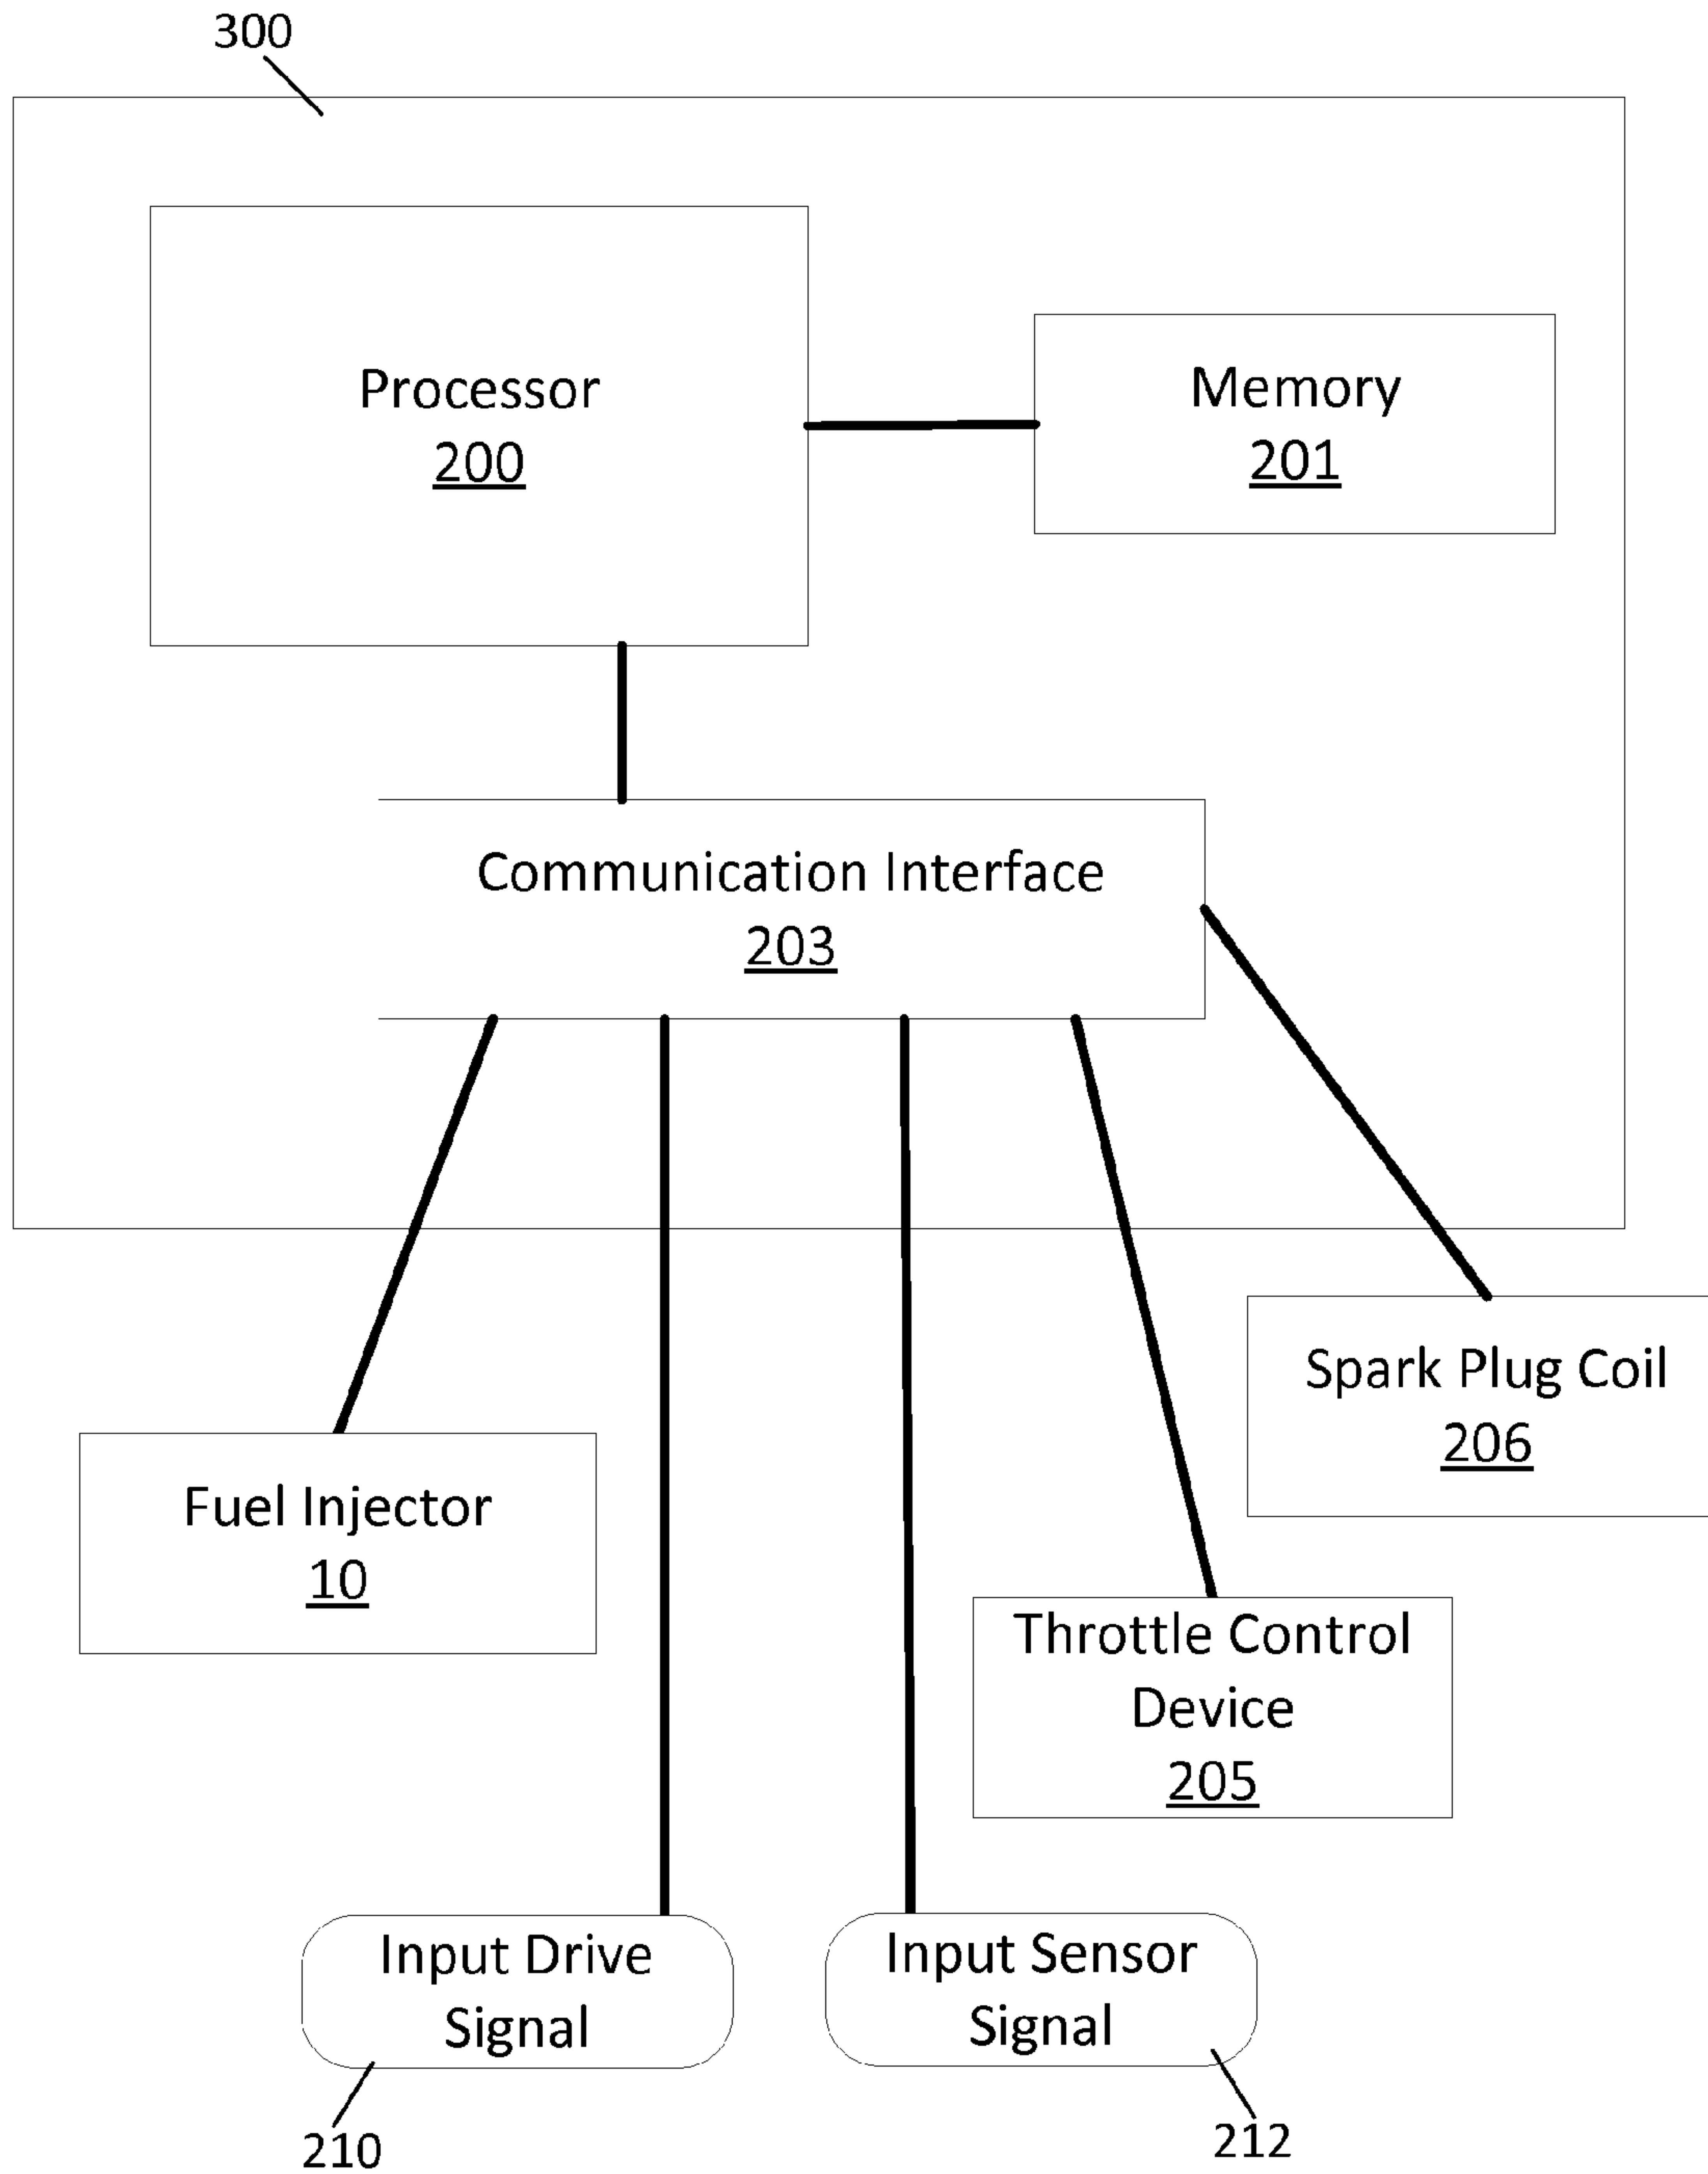 300
Processor
200
Memory
201
Communication Interface
203
Spark Plug Coil
206
Fuel Injector
10
Throttle Control
Device
205
Input Drive
Signal
Input Sensor
Signal
210
212